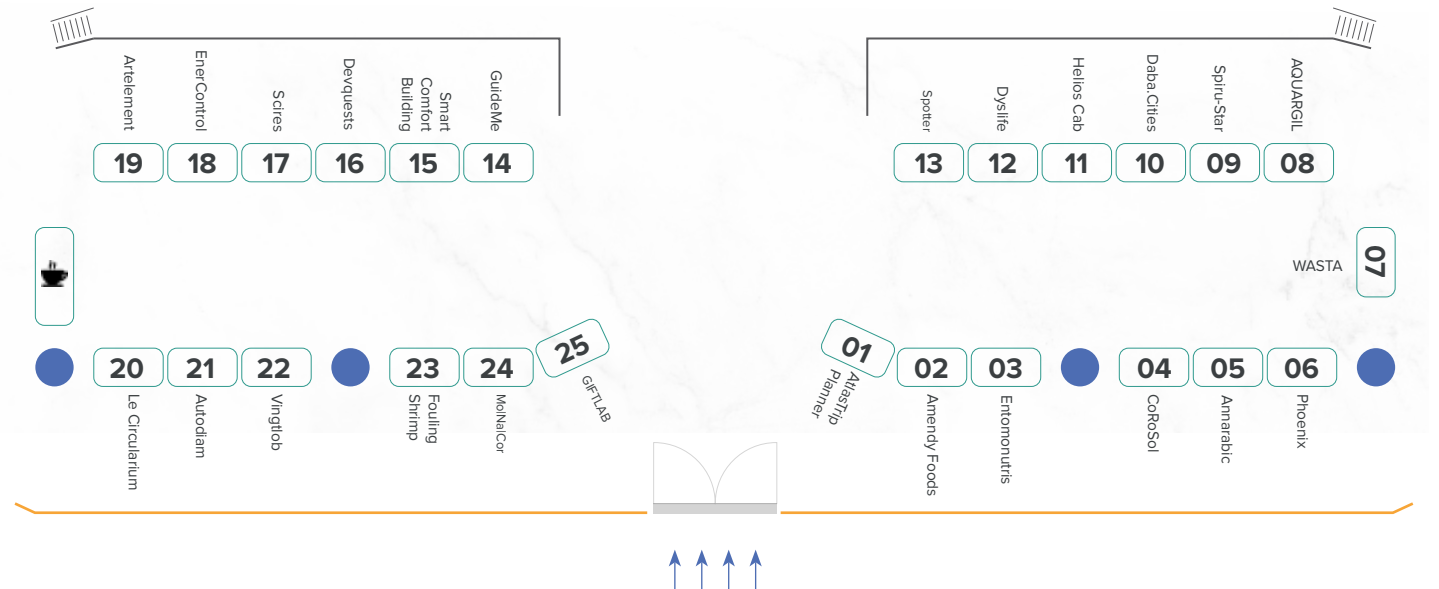 Artelement
EnerControl
Scires
Devquests
Smart
Comfort
Building
GuideMe
19
18
17
16
15
14
Spotter
Dyslife
Helios Cab
Daba.Cities
Spiru-Star
AQUARGIL
13
12
11
10
09
08
WASTA
07
20
21
22
23
24
25
Le Circularium
Autodiam
Vingtlob
Fouling
Shrimp
MolNalCor
GIFTLAB
01
02
03
04
05
06
AtlasTrip
Planner
Amendy Foods
Entomonutris
CoRoSol
Annarabic
Phoenix